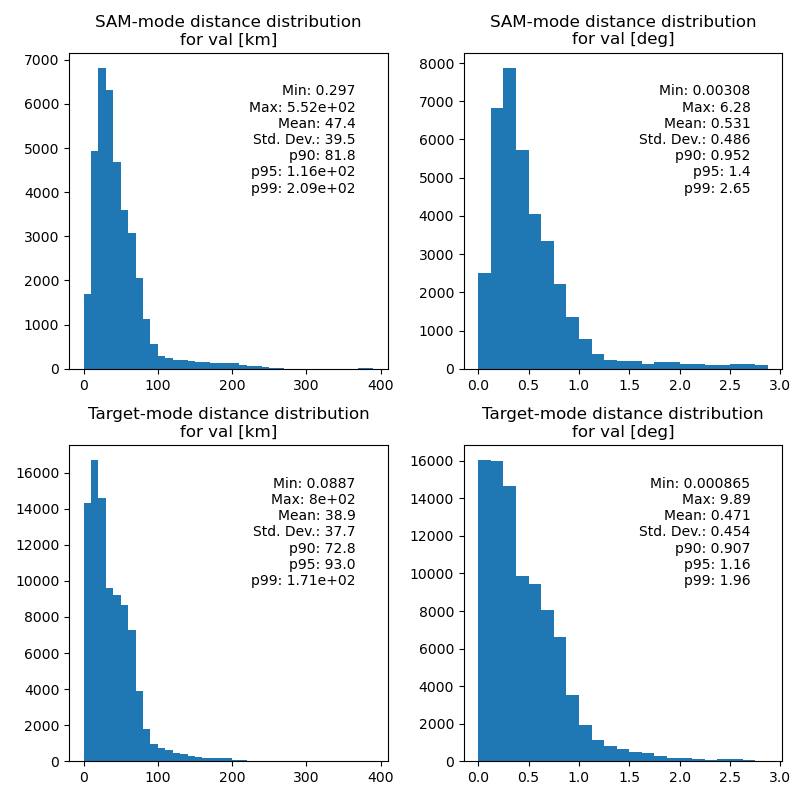 SAM-mode distance distribution
for val [km]
7000
6000
5000
4000
3000
2000
1000
0
Min: 0.297
Max: 5.52e+02
Mean: 47.4
Std. Dev.: 39.5
p90: 81.8
p95: 1.16e+02
p99: 2.09e+02
0 100 200 300 400
SAM-mode distance distribution
for val [deg]
8000
7000
6000
5000
4000
3000
2000
1000
0
Min: 0.00308
Max: 6.28
Mean: 0.531
Std. Dev.: 0.486
p90: 0.952
p95: 1.4
p99: 2.65
0.0 0.5 1.0 1.5 2.0 2.5 3.0
Target-mode distance distribution
for val [km]
16000
14000
12000
10000
8000
6000
4000
2000
0
Min: 0.0887
Max: 8e+02
Mean: 38.9
Std. Dev.: 37.7
p90: 72.8
p95: 93.0
p99: 1.71e+02
0 100 200 300 400
Target-mode distance distribution
for val [deg]
16000
14000
12000
10000
8000
6000
4000
2000
0
Min: 0.000865
Max: 9.89
Mean: 0.471
Std. Dev.: 0.454
p90: 0.907
p95: 1.16
p99: 1.96
0.0 0.5 1.0 1.5 2.0 2.5 3.0